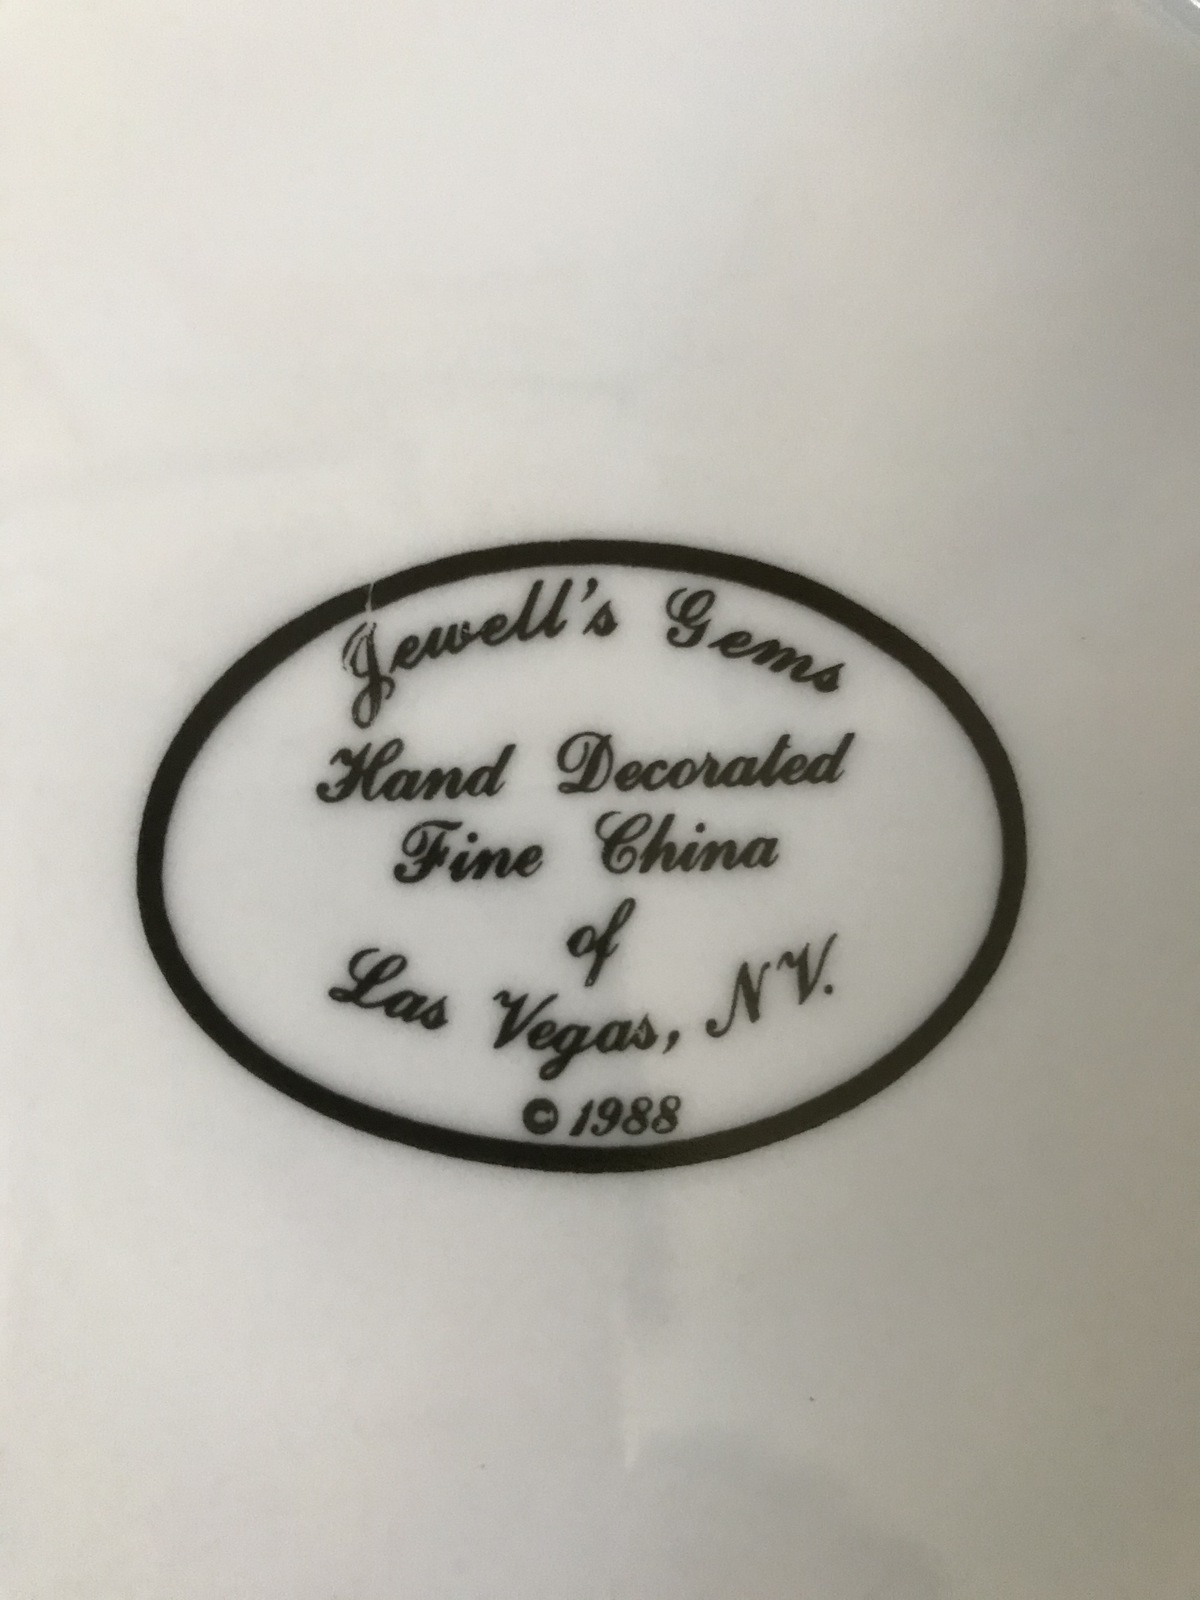 Jewell's Gems
Hand Decorated
Fine China
of
Las Vegas, NV.
© 1988